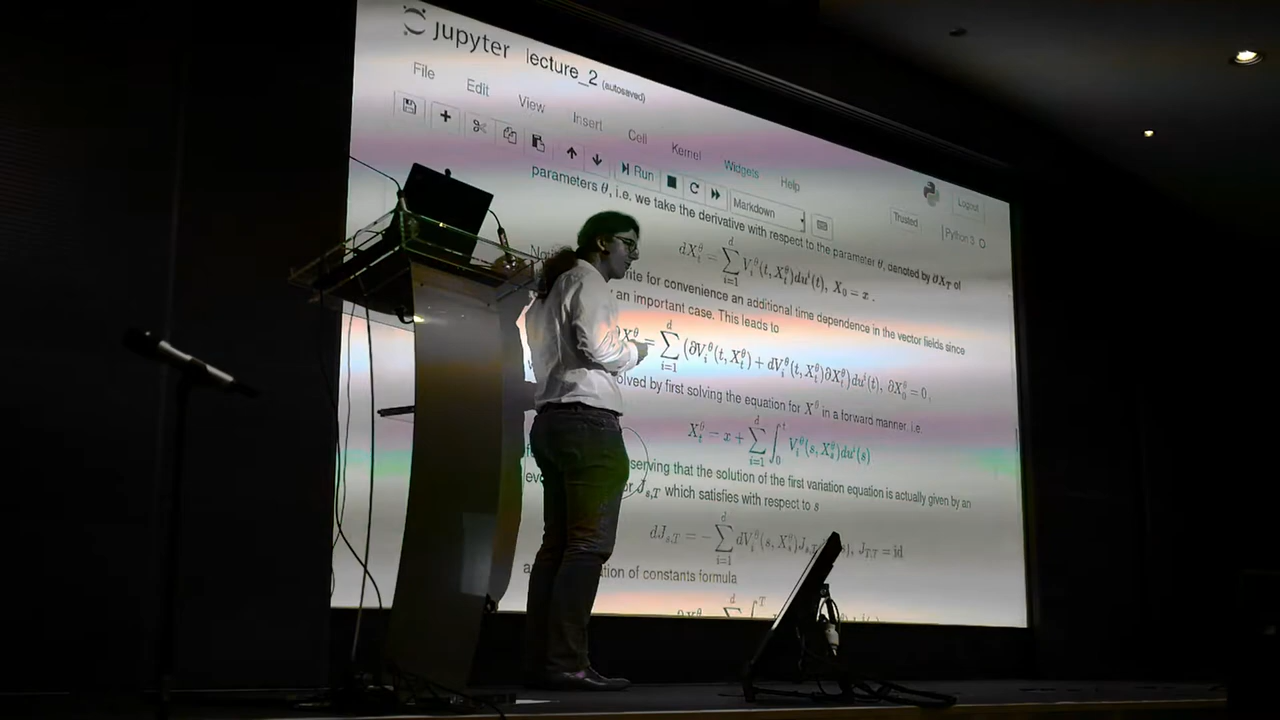 jupyter lecture_2 (autosaved)
File Edit View Insert Cell Kernel Widgets Help
Trusted Python 3 Logout
Run Markdown
parameters θ, i.e. we take the derivative with respect to the parameter θ, denoted by ∂X_T of
dX_t^θ = ∑_{i=1}^d V_i^θ(t, X_t^θ)du^i(t), X_0 = x .
write for convenience an additional time dependence in the vector fields since
an important case. This leads to
∂X_t^θ = ∑_{i=1}^d (∂V_i^θ(t, X_t^θ) + dV_i^θ(t, X_t^θ)∂X_t^θ)du^i(t), ∂X_0^θ = 0 ,
solved by first solving the equation for X^θ in a forward manner, i.e.
X_t^θ = x + ∑_{i=1}^d ∫_0^t V_i^θ(s, X_s^θ)du^i(s)
serving that the solution of the first variation equation is actually given by an
J_{s,T} which satisfies with respect to s
dJ_{s,T} = − ∑_{i=1}^d dV_i^θ(s, X_s^θ)J_{s,T} J_{T,T} = id
of constants formula